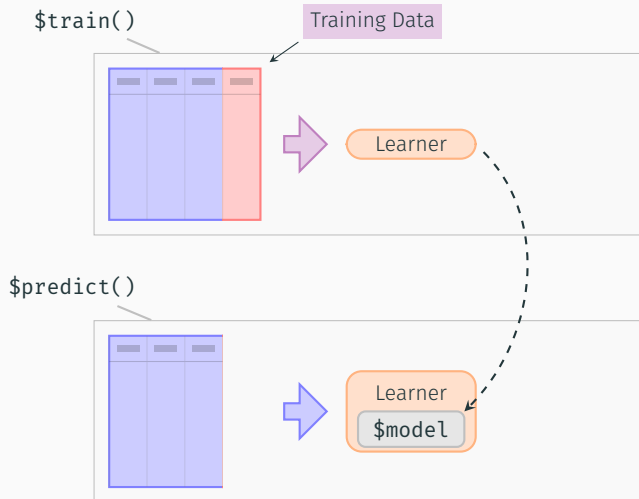 $train()
Training Data
Learner
$predict()
Learner
$model